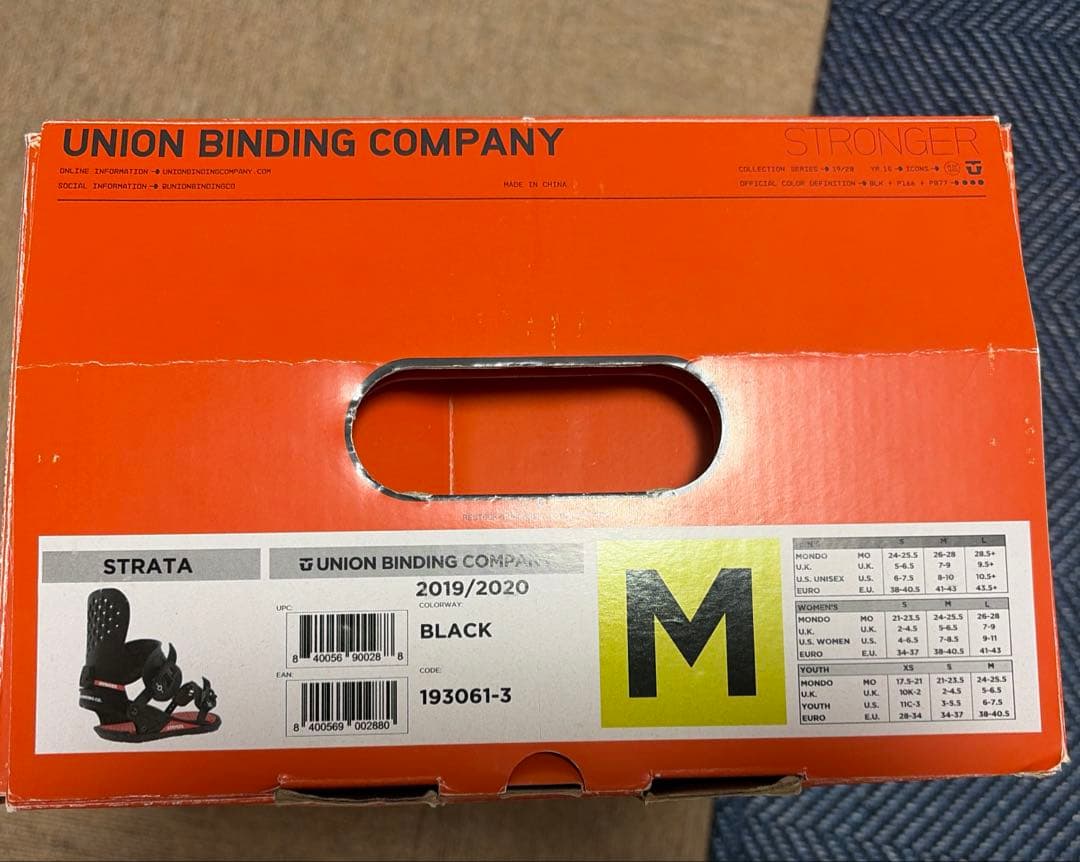 UNION BINDING COMPANY
STRONGER
ONLINE INFORMATION UNIONBINDINGCOMPANY.COM
SOCIAL INFORMATION @UNIONBINDINGCO
MADE IN CHINA
COLLECTION SERIES 19/20 YR 16 ICONS
OFFICIAL COLOR DEFINITION BLK + P166 + P877
STRATA
UNION BINDING COMPANY
2019/2020
UPC:
COLORWAY:
BLACK
8 40056 90028 8
EAN:
CODE:
193061-3
8 400569 002880
M
S M L
MONDO MO 24-25.5 26-28 28.5+
U.K. U.K. 5-6.5 7-9 9.5+
U.S. UNISEX U.S. 6-7.5 8-10 10.5+
EURO E.U. 38-40.5 41-43 43.5+
WOMEN'S S M L
MONDO MO 21-23.5 24-25.5 26-28
U.K. U.K. 2-4.5 5-6.5 7-9
U.S. WOMEN U.S. 4-6.5 7-8.5 9-11
EURO E.U. 34-37 38-40.5 41-43
YOUTH XS S M
MONDO MO 17.5-21 21-23.5 24-25.5
U.K. U.K. 10K-2 2-4.5 5-6.5
YOUTH U.S. 11C-3 3-5.5 6-7.5
EURO E.U. 28-34 34-37 38-40.5